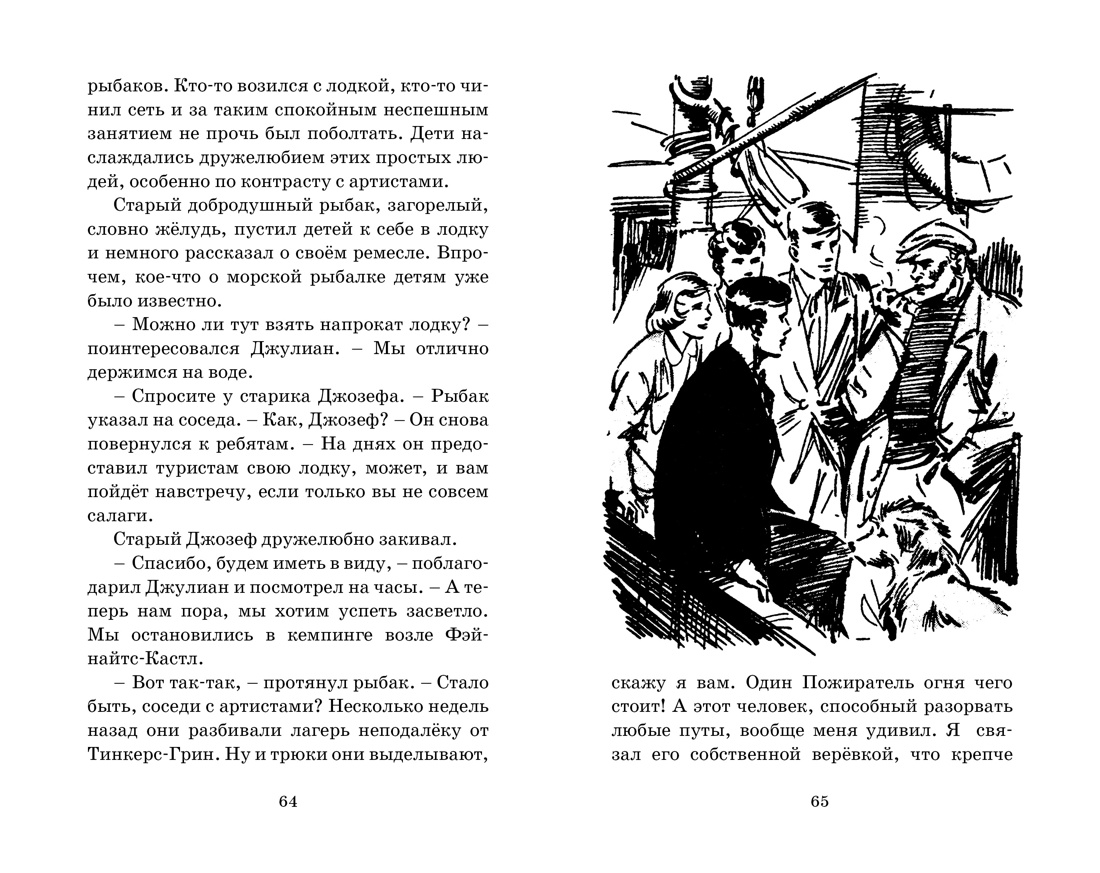 рыбаков. Кто-то возился с лодкой, кто-то чи-
нил сеть и за таким спокойным неспешным
занятием не прочь был поболтать. Дети на-
слаждались дружелюбием этих простых лю-
дей, особенно по контрасту с артистами.
Старый добродушный рыбак, загорелый,
словно жёлудь, пустил детей к себе в лодку
и немного рассказал о своём ремесле. Впро-
чем, кое-что о морской рыбалке детям уже
было известно.
– Можно ли тут взять напрокат лодку? –
поинтересовался Джулиан. – Мы отлично
держимся на воде.
– Спросите у старика Джозефа. – Рыбак
указал на соседа. – Как, Джозеф? – Он снова
повернулся к ребятам. – На днях он предо-
ставил туристам свою лодку, может, и вам
пойдёт навстречу, если только вы не совсем
салаги.
Старый Джозеф дружелюбно закивал.
– Спасибо, будем иметь в виду, – поблаго-
дарил Джулиан и посмотрел на часы. – А те-
перь нам пора, мы хотим успеть засветло.
Мы остановились в кемпинге возле Фэй-
найтс-Кастл.
– Вот так-так, – протянул рыбак. – Стало
быть, соседи с артистами? Несколько недель
назад они разбивали лагерь неподалёку от
Тинкерс-Грин. Ну и трюки они выделывают,
64
скажу я вам. Один Пожиратель огня чего
стоит! А этот человек, способный разорвать
любые путы, вообще меня удивил. Я свя-
зал его собственной верёвкой, что крепче
65